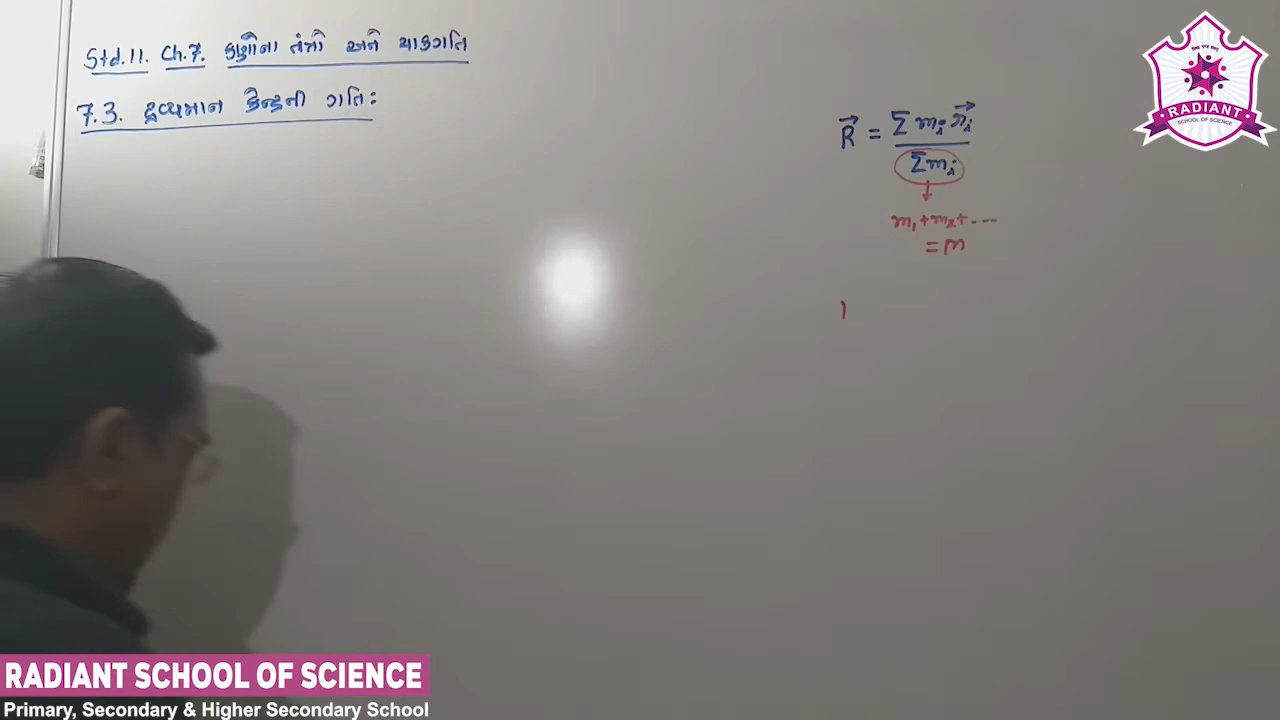 Std.11. Ch.7. કણોના તંત્રો અને ચાકગતિ
7.3. દ્રવ્યમાન કેન્દ્રની ગતિ:
R⃗ = Σ mᵢ r⃗ᵢ / Σmᵢ
m₁+m₂+----
= M
RADIANT
SCHOOL OF SCIENCE
RADIANT SCHOOL OF SCIENCE
Primary, Secondary & Higher Secondary School